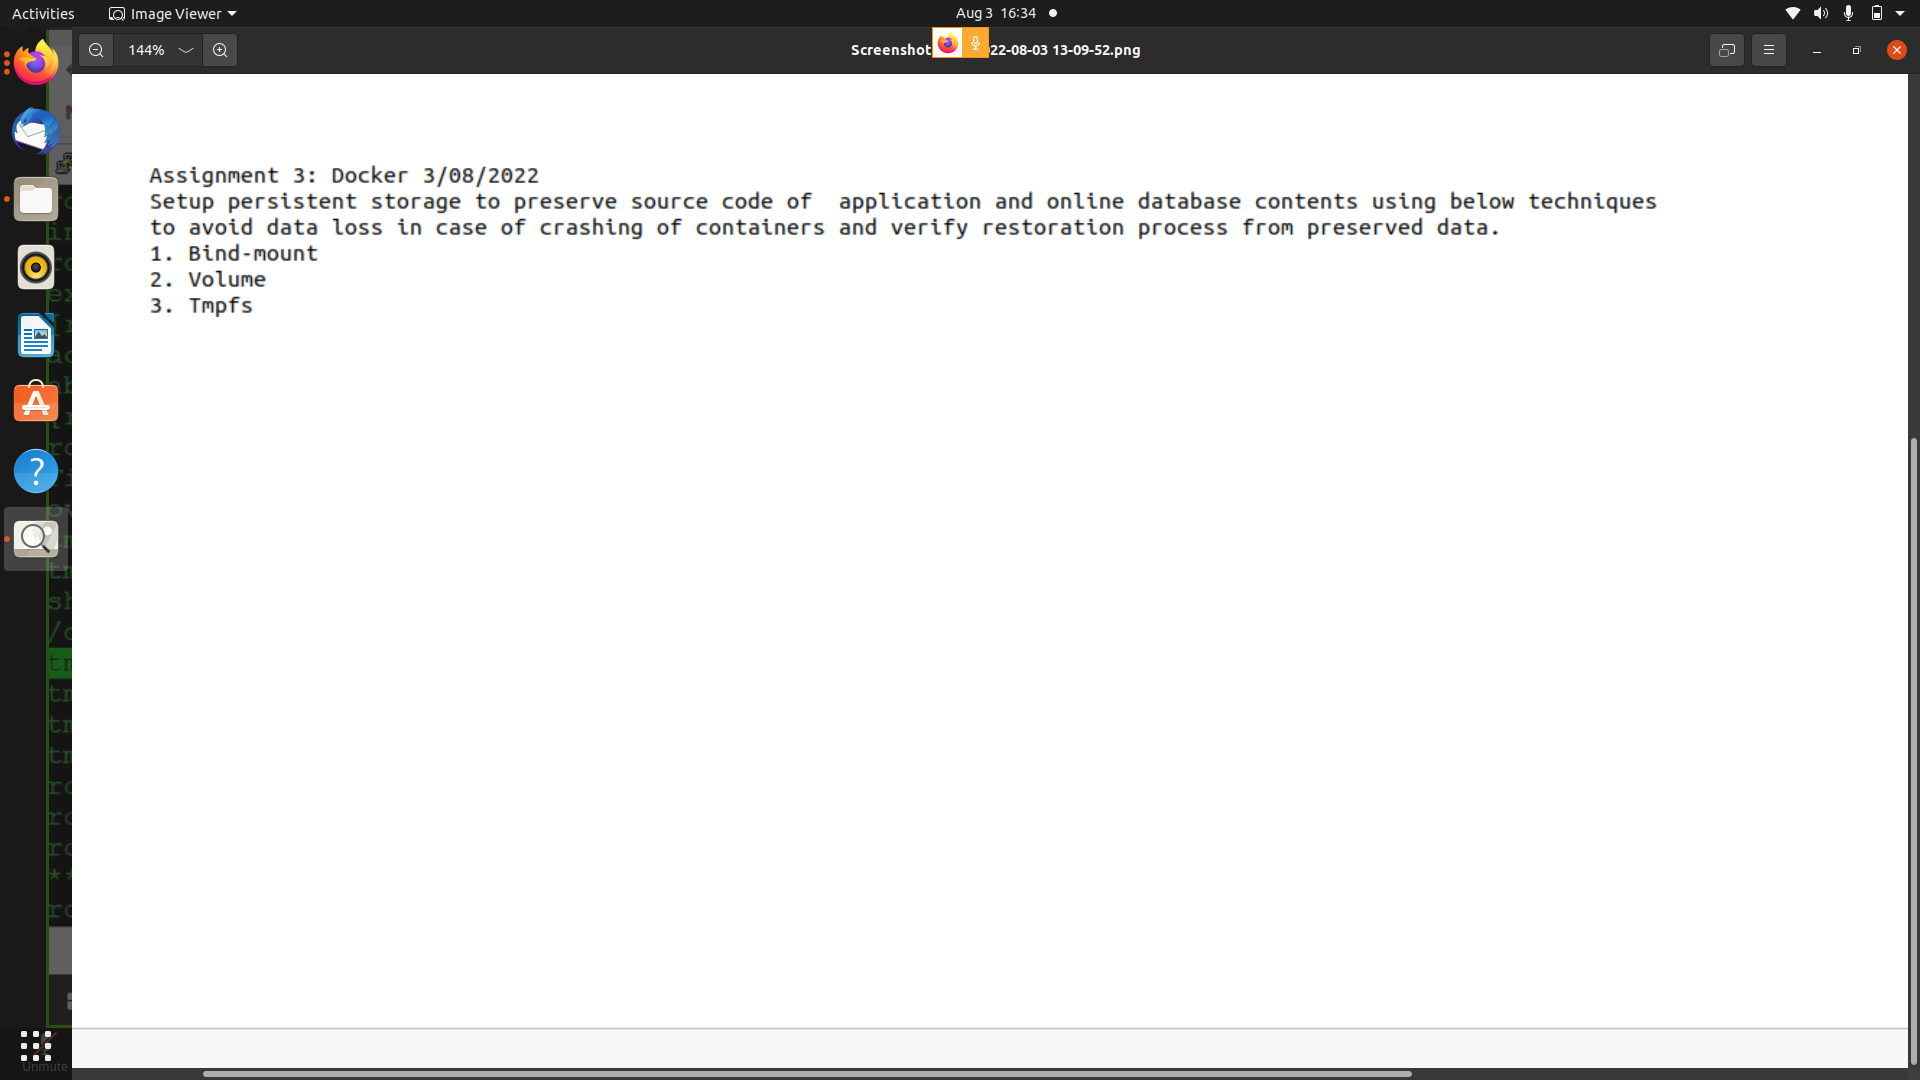 Activities
Image Viewer
Aug 3 16:34
144%
Screenshot 22-08-03 13-09-52.png
Assignment 3: Docker 3/08/2022
Setup persistent storage to preserve source code of  application and online database contents using below techniques
to avoid data loss in case of crashing of containers and verify restoration process from preserved data.
1. Bind-mount
2. Volume
3. Tmpfs
Unmute